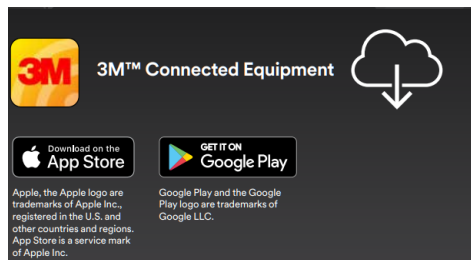 3M
3M™ Connected Equipment
Download on the
App Store
GET IT ON
Google Play
Apple, the Apple logo are
trademarks of Apple Inc.,
registered in the U.S. and
other countries and regions.
App Store is a service mark
of Apple Inc.
Google Play and the Google
Play logo are trademarks of
Google LLC.